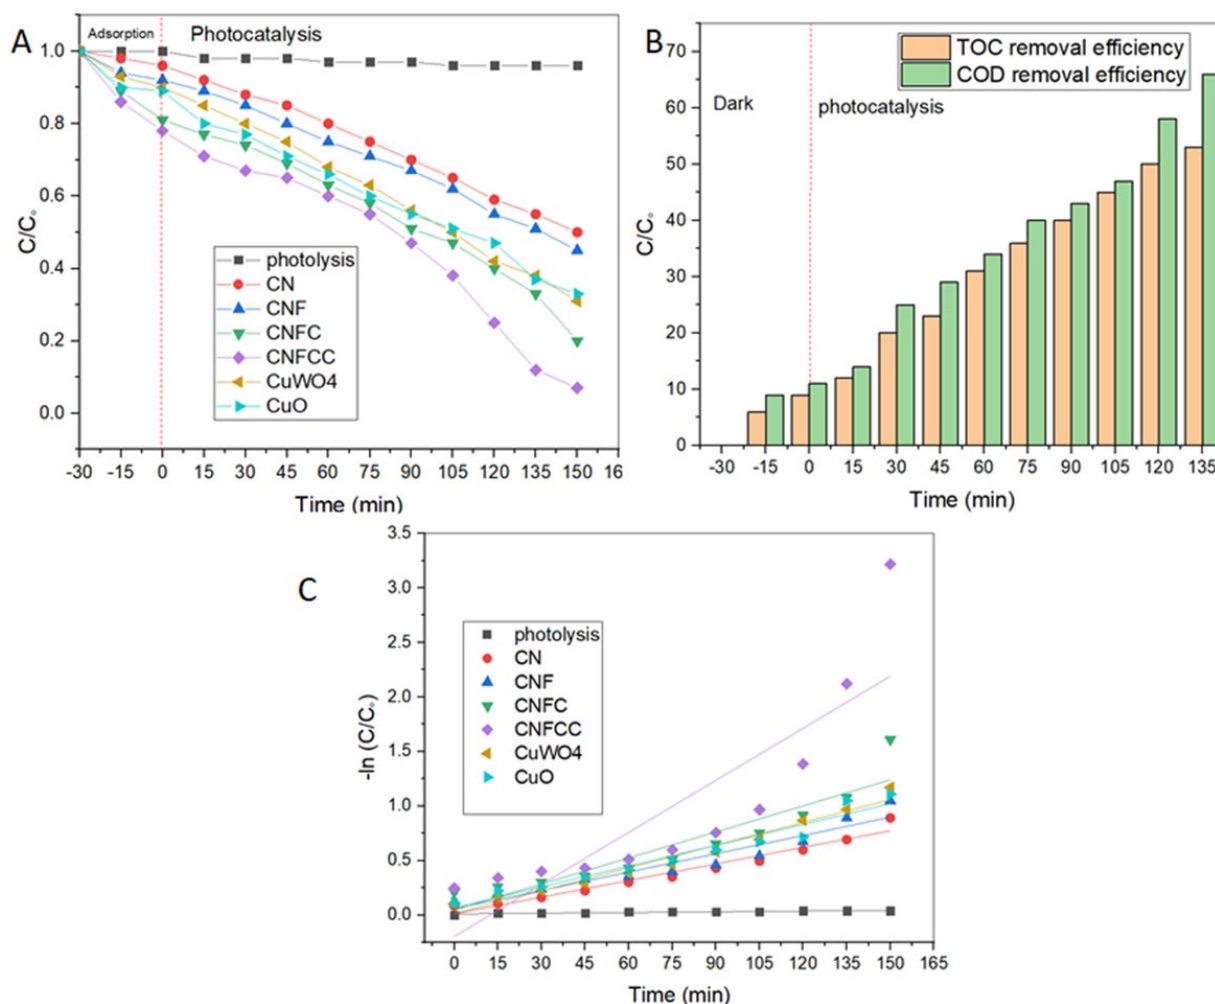 A
Adsorption
Photocatalysis
1.0
0.8
0.6
0.4
0.2
0.0
C/C。
photolysis
CN
CNF
CNFC
CNFCC
CuWO4
CuO
-30 -15 0 15 30 45 60 75 90 105 120 135 150 16
Time (min)
B
TOC removal efficiency
COD removal efficiency
Dark
photocatalysis
70
60
50
40
30
20
10
0
C/C。
-30 -15 0 15 30 45 60 75 90 105 120 135
Time (min)
C
3.5
3.0
2.5
2.0
1.5
1.0
0.5
0.0
-ln (C/C。)
photolysis
CN
CNF
CNFC
CNFCC
CuWO4
CuO
0 15 30 45 60 75 90 105 120 135 150 165
Time (min)